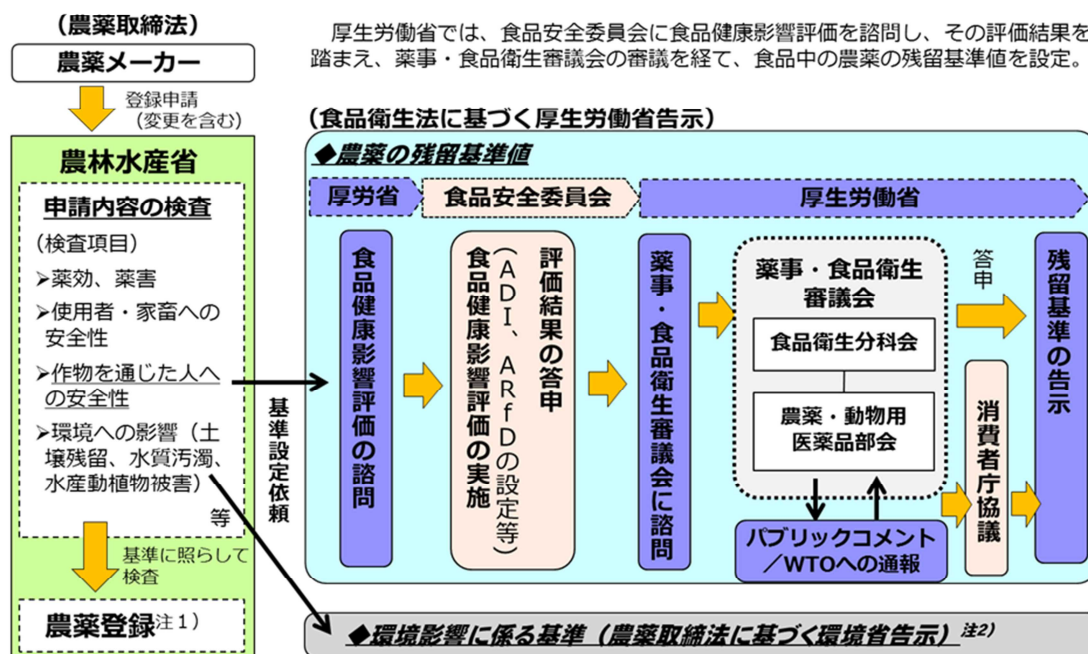 （農薬取締法）
農薬メーカー
登録申請
（変更を含む）
農林水産省
申請内容の検査
（検査項目）
➢薬効、薬害
➢使用者・家畜への
安全性
➢作物を通じた人へ
の安全性
➢環境への影響（土
壌残留、水質汚濁、
水産動植物被害）
等
基準に照らして
検査
農薬登録注１）
厚生労働省では、食品安全委員会に食品健康影響評価を諮問し、その評価結果を
踏まえ、薬事・食品衛生審議会の審議を経て、食品中の農薬の残留基準値を設定。
（食品衛生法に基づく厚生労働省告示）
◆農薬の残留基準値
厚労省
食品安全委員会
厚生労働省
基準設定依頼
食品健康影響評価の諮問
評価結果の答申
（ＡＤＩ、ＡＲｆＤの設定等）
食品健康影響評価の実施
薬事・食品衛生審議会に諮問
薬事・食品衛生
審議会
食品衛生分科会
農薬・動物用
医薬品部会
パブリックコメント
／WTOへの通報
答申
消費者庁協議
残留基準の告示
◆環境影響に係る基準（農薬取締法に基づく環境省告示）注2）